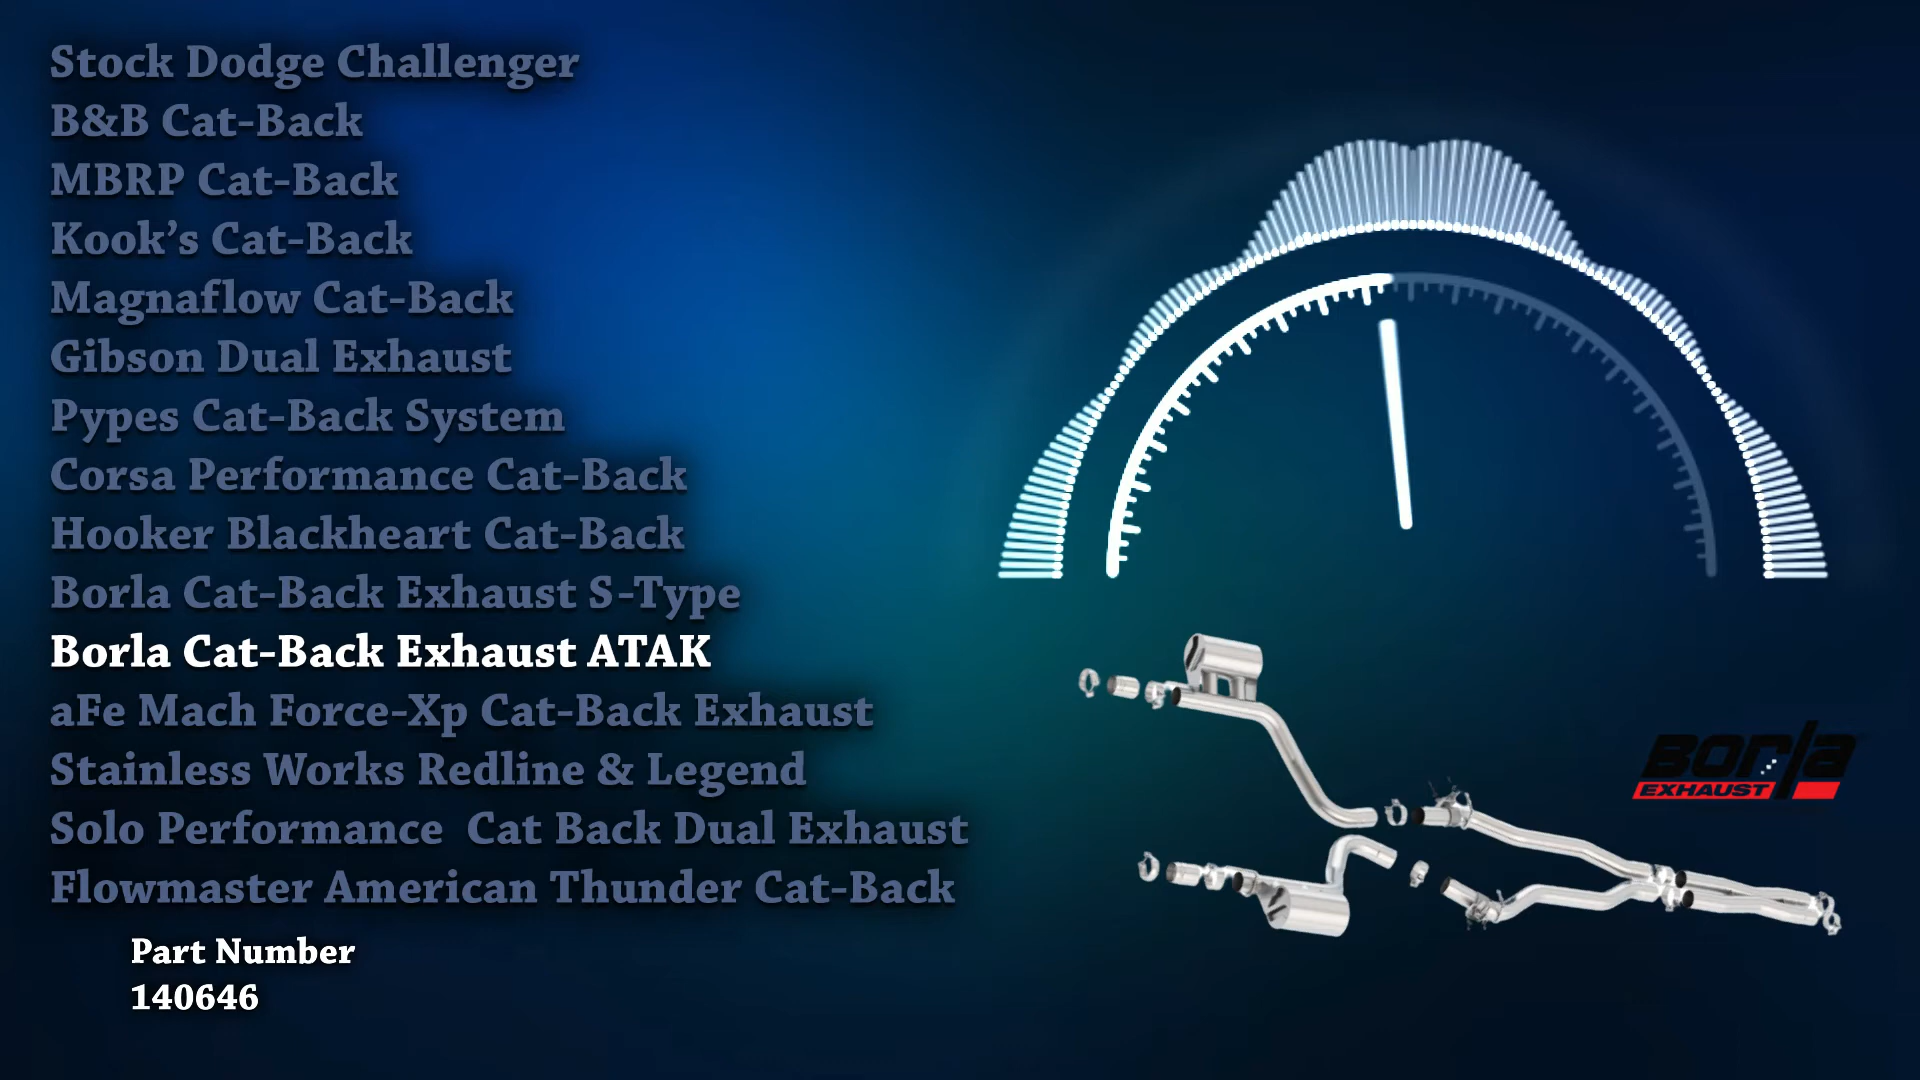 Stock Dodge Challenger
B&B Cat-Back
MBRP Cat-Back
Kook’s Cat-Back
Magnaflow Cat-Back
Gibson Dual Exhaust
Pypes Cat-Back System
Corsa Performance Cat-Back
Hooker Blackheart Cat-Back
Borla Cat-Back Exhaust S-Type
Borla Cat-Back Exhaust ATAK
aFe Mach Force-Xp Cat-Back Exhaust
Stainless Works Redline & Legend
Solo Performance  Cat Back Dual Exhaust
Flowmaster American Thunder Cat-Back
Part Number
140646
Borla
EXHAUST